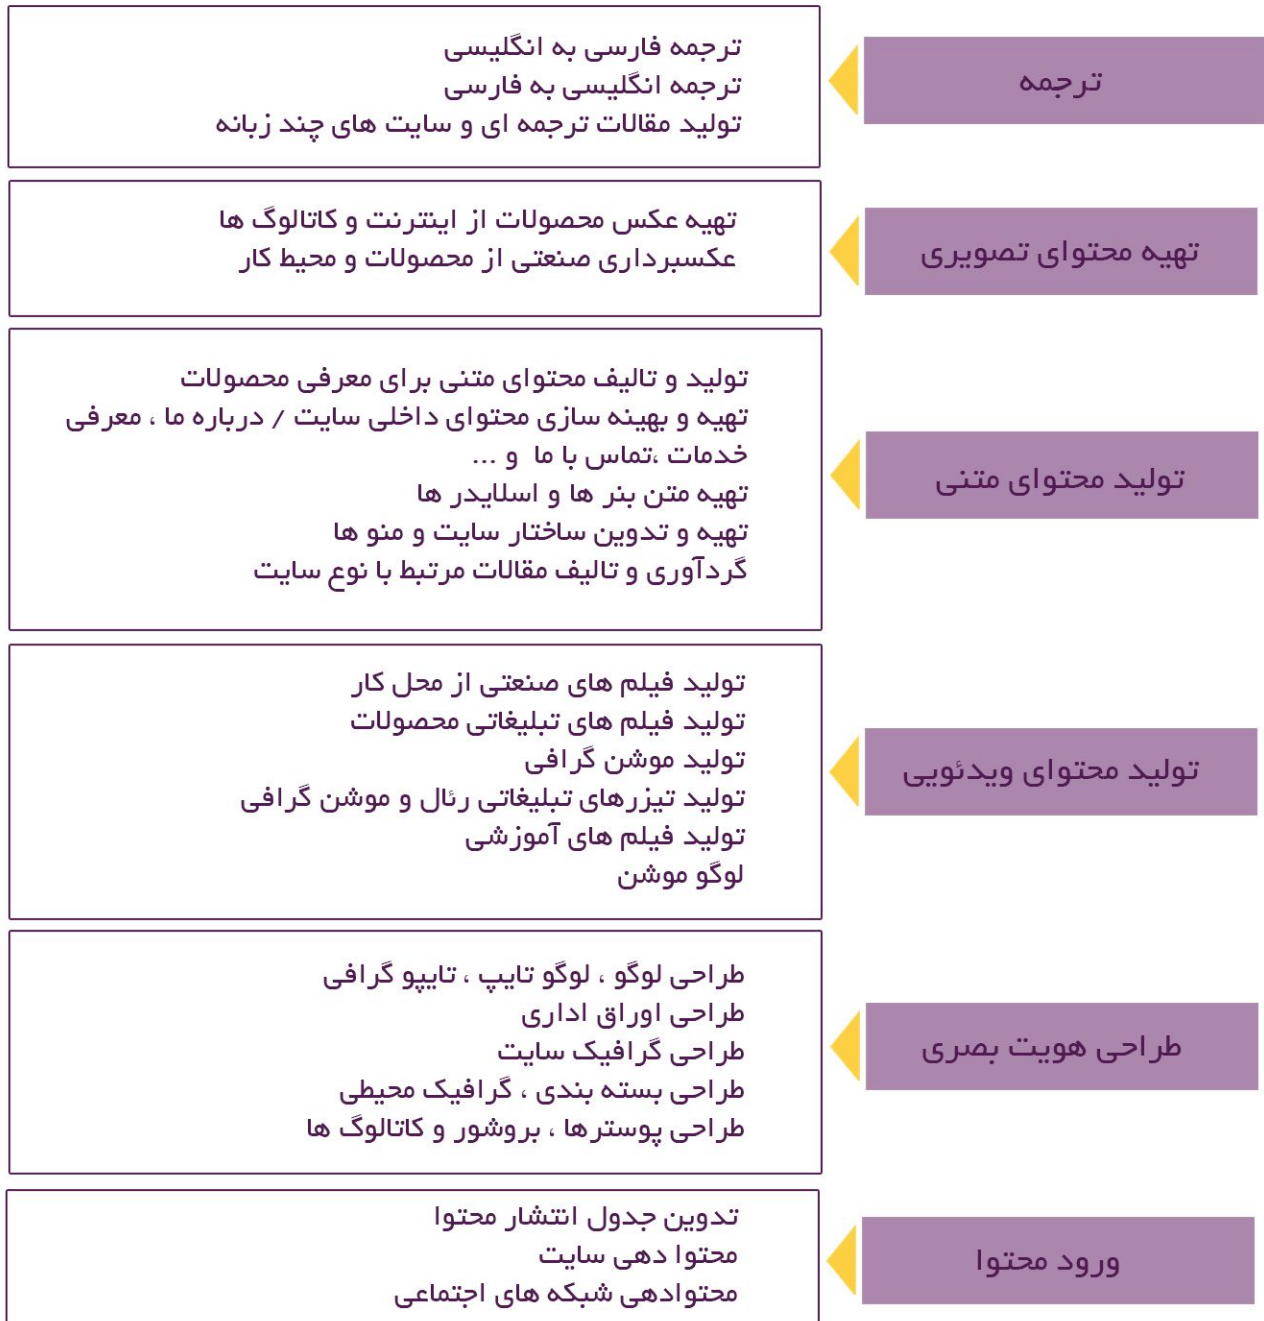 ترجمه
ترجمه فارسی به انگلیسی
ترجمه انگلیسی به فارسی
تولید مقالات ترجمه ای و سایت های چند زبانه
تهیه محتوای تصویری
تهیه عکس محصولات از اینترنت و کاتالوگ ها
عکسبرداری صنعتی از محصولات و محیط کار
تولید محتوای متنی
تولید و تالیف محتوای متنی برای معرفی محصولات
تهیه و بهینه سازی محتوای داخلی سایت / درباره ما ، معرفی
خدمات ،تماس با ما و ...
تهیه متن بنر ها و اسلایدر ها
تهیه و تدوین ساختار سایت و منو ها
گردآوری و تالیف مقالات مرتبط با نوع سایت
تولید محتوای ویدئویی
تولید فیلم های صنعتی از محل کار
تولید فیلم های تبلیغاتی محصولات
تولید موشن گرافی
تولید تیزرهای تبلیغاتی رئال و موشن گرافی
تولید فیلم های آموزشی
لوگو موشن
طراحی هویت بصری
طراحی لوگو ، لوگو تایپ ، تایپو گرافی
طراحی اوراق اداری
طراحی گرافیک سایت
طراحی بسته بندی ، گرافیک محیطی
طراحی پوسترها ، بروشور و کاتالوگ ها
ورود محتوا
تدوین جدول انتشار محتوا
محتوا دهی سایت
محتوادهی شبکه های اجتماعی